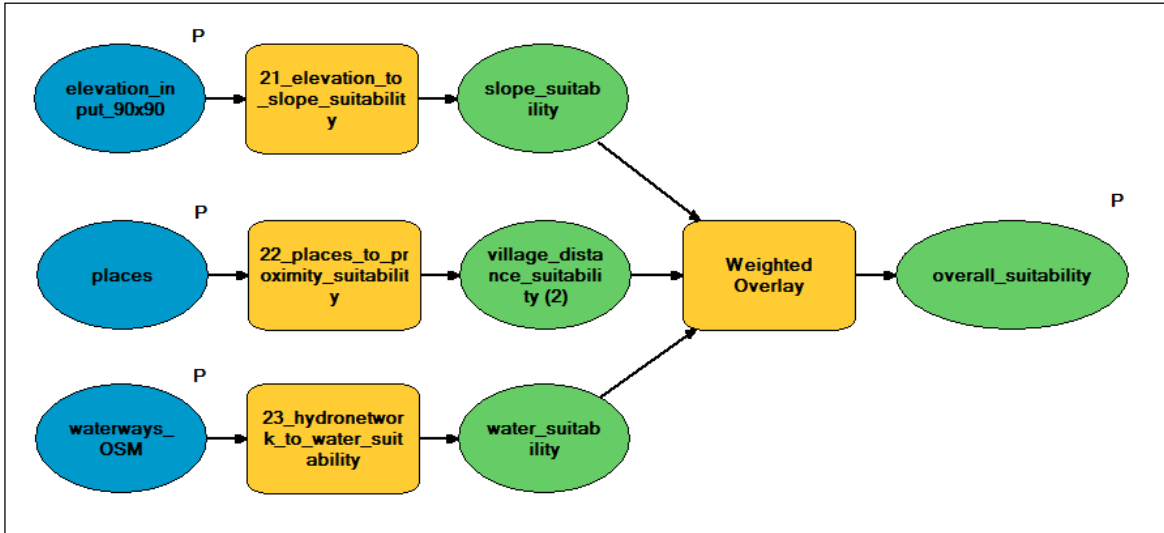 P
elevation_in
put_90x90
21_elevation_to
_slope_suitabilit
y
slope_suitab
ility
P
places
22_places_to_pr
oximity_suitabilit
y
village_dista
nce_suitabili
ty (2)
Weighted
Overlay
P
overall_suitability
P
waterways_
OSM
23_hydronetwor
k_to_water_suit
ability
water_suitab
ility